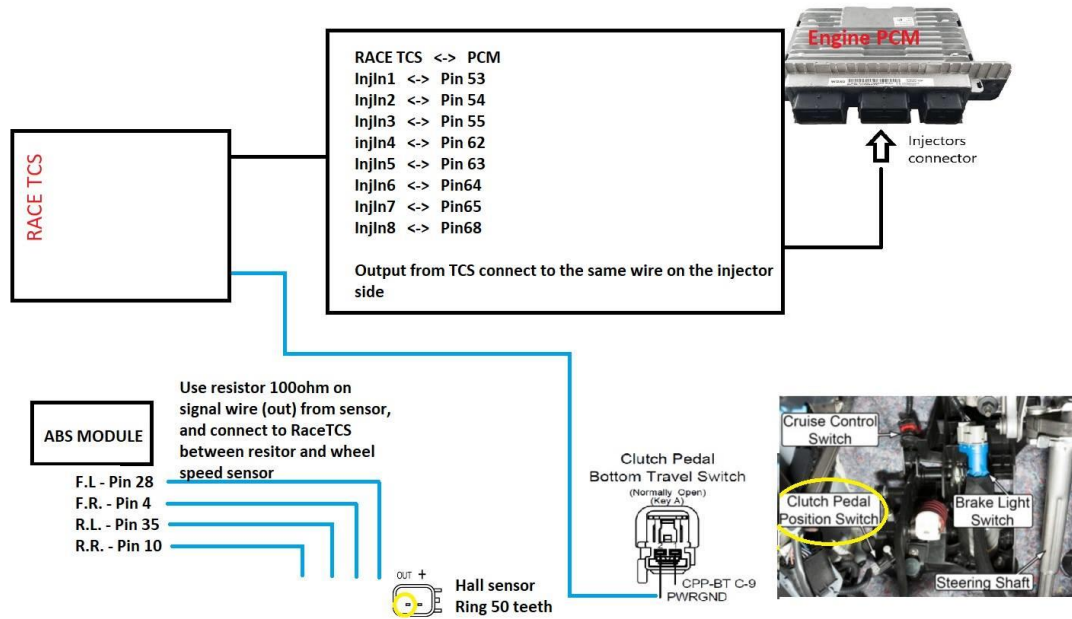 RACE TCS <-> PCM
InjIn1 <-> Pin 53
InjIn2 <-> Pin 54
InjIn3 <-> Pin 55
injIn4 <-> Pin 62
InjIn5 <-> Pin 63
InjIn6 <-> Pin64
InjIn7 <-> Pin65
InjIn8 <-> Pin68
Output from TCS connect to the same wire on the injector
side
Engine PCM
Injectors
connector
RACE TCS
Use resistor 100ohm on
signal wire (out) from sensor,
and connect to RaceTCS
between resitor and wheel
speed sensor
ABS MODULE
F.L - Pin 28
F.R. - Pin 4
R.L. - Pin 35
R.R. - Pin 10
OUT +
Hall sensor
Ring 50 teeth
Clutch Pedal
Bottom Travel Switch
(Normally Open)
(Key A)
CPP-BT C-9
PWRGND
Cruise Control
Switch
Clutch Pedal
Position Switch
Brake Light
Switch
Steering Shaft